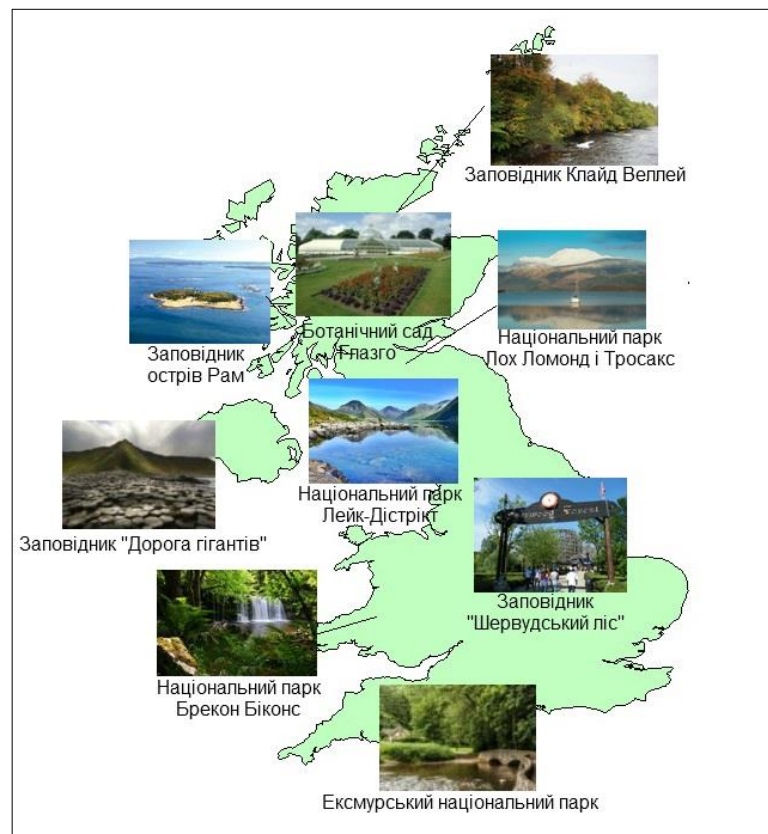 Заповідник Клайд Веллей
Ботанічний сад
Глазго
Національний парк
Лох Ломонд і Тросакс
Заповідник
острів Рам
Національний парк
Лейк-Дістрікт
Заповідник "Дорога гігантів"
Заповідник
"Шервудський ліс"
Національний парк
Брекон Біконс
Ексмурський національний парк